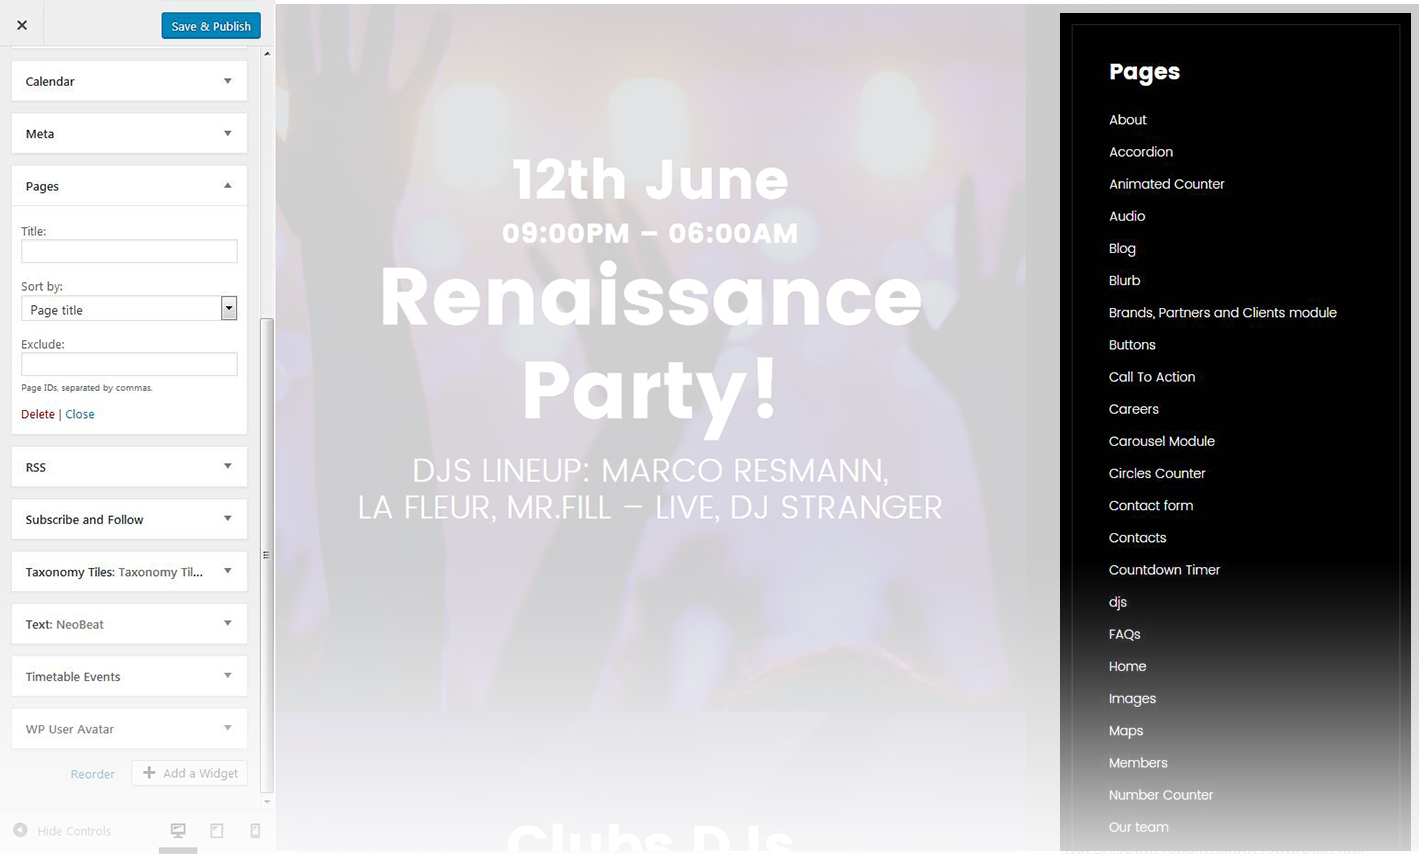 Save & Publish
Calendar
Meta
Pages
Title:
Sort by:
Page title
Exclude:
Page IDs, separated by commas.
Delete | Close
RSS
Subscribe and Follow
Taxonomy Tiles: Taxonomy Til...
Text: NeoBeat
Timetable Events
WP User Avatar
Reorder
Add a Widget
Hide Controls
12th June
09:00PM – 06:00AM
Renaissance
Party!
DJS LINEUP: MARCO RESMANN,
LA FLEUR, MR.FILL – LIVE, DJ STRANGER
Clubs DJs
Pages
About
Accordion
Animated Counter
Audio
Blog
Blurb
Brands, Partners and Clients module
Buttons
Call To Action
Careers
Carousel Module
Circles Counter
Contact form
Contacts
Countdown Timer
djs
FAQs
Home
Images
Maps
Members
Number Counter
Our team